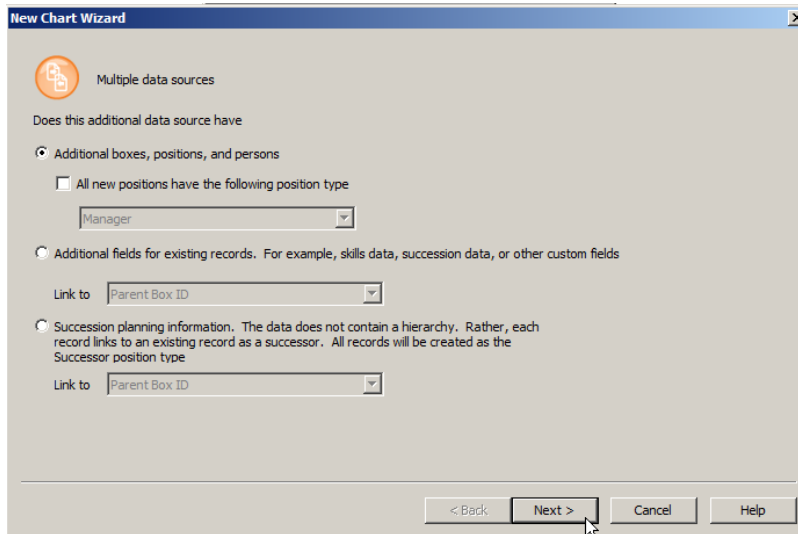 New Chart Wizard
Multiple data sources
Does this additional data source have
Additional boxes, positions, and persons
All new positions have the following position type
Manager
Additional fields for existing records. For example, skills data, succession data, or other custom fields
Link to Parent Box ID
Succession planning information. The data does not contain a hierarchy. Rather, each
record links to an existing record as a successor. All records will be created as the
Successor position type
Link to Parent Box ID
< Back Next > Cancel Help